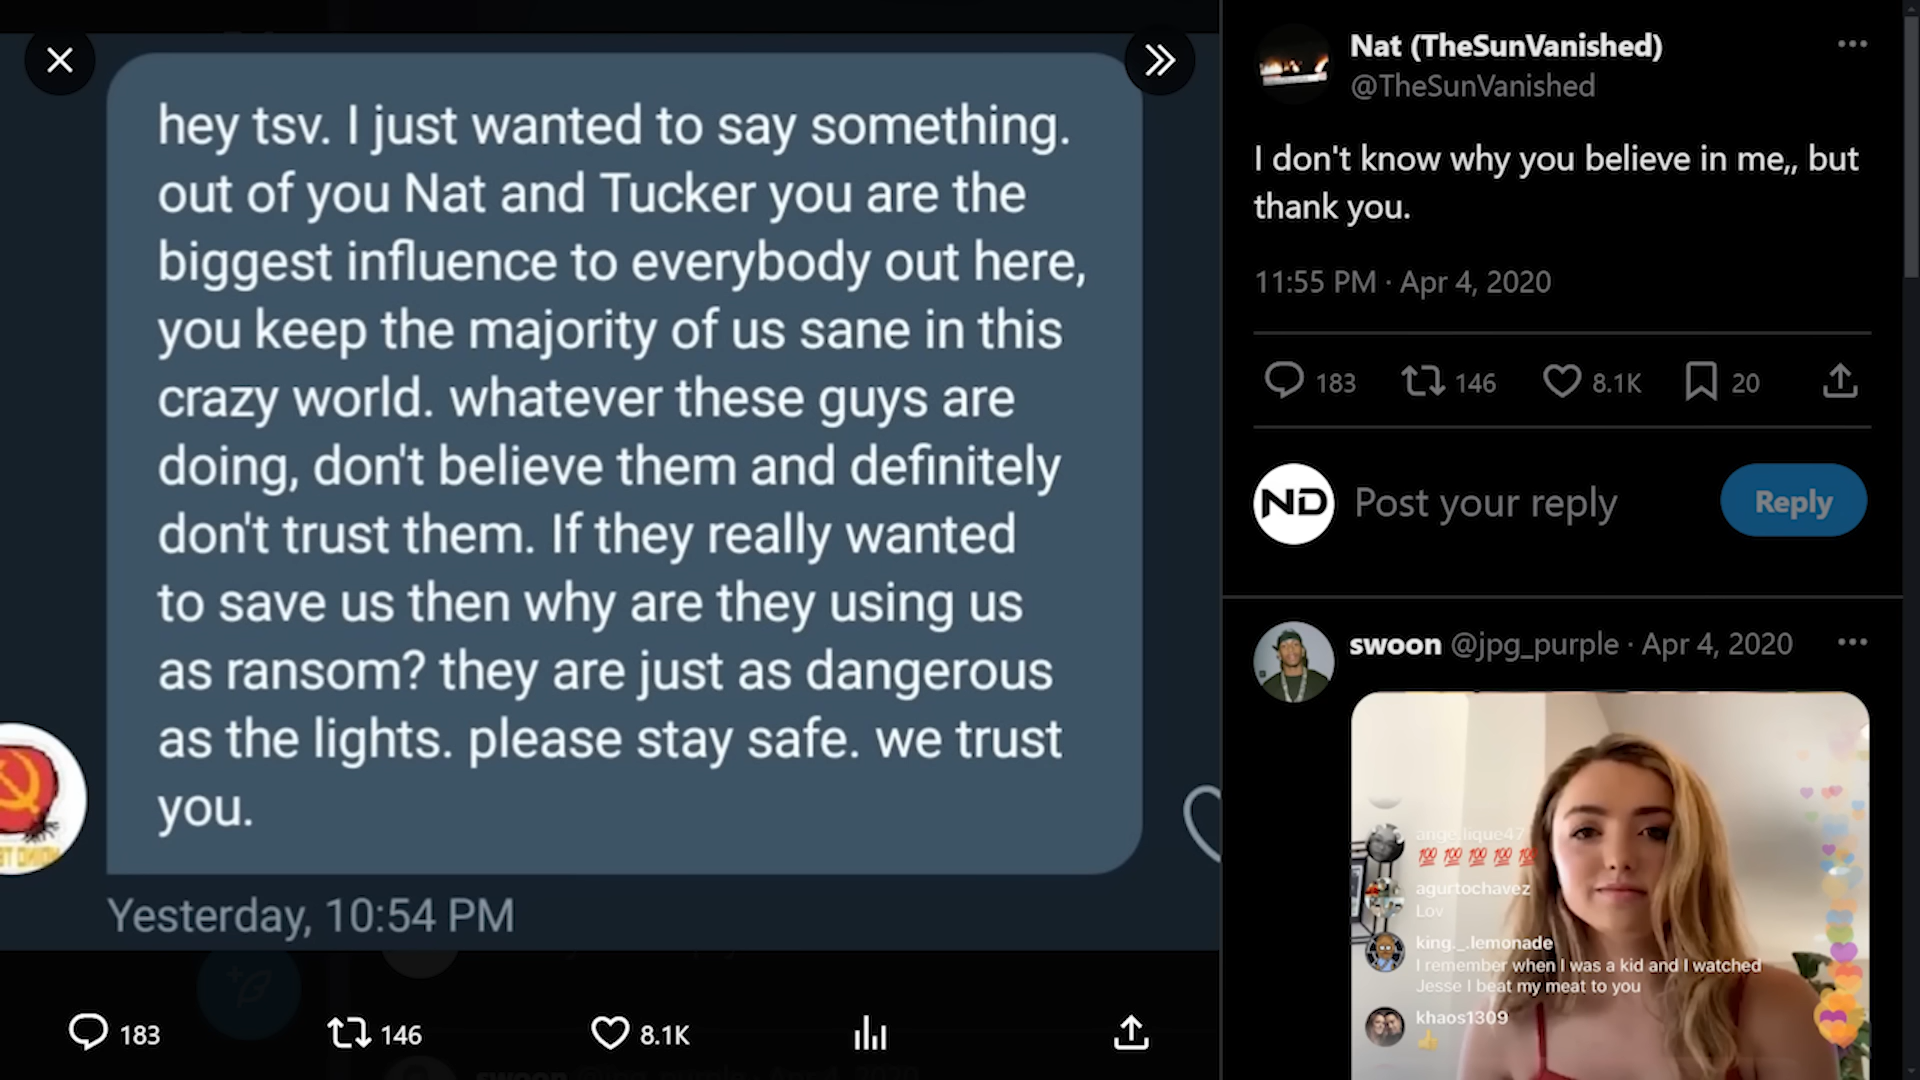 hey tsv. I just wanted to say something.
out of you Nat and Tucker you are the
biggest influence to everybody out here,
you keep the majority of us sane in this
crazy world. whatever these guys are
doing, don't believe them and definitely
don't trust them. If they really wanted
to save us then why are they using us
as ransom? they are just as dangerous
as the lights. please stay safe. we trust
you.
Yesterday, 10:54 PM
183
146
8.1K
Nat (TheSunVanished)
@TheSunVanished
I don't know why you believe in me,, but
thank you.
11:55 PM · Apr 4, 2020
183
146
8.1K
20
ND
Post your reply
Reply
swoon @jpg_purple · Apr 4, 2020
ange.lique47
💯 💯 💯 💯 💯
agurtochavez
Lov
king._.lemonade
I remember when I was a kid and I watched
Jesse I beat my meat to you
khaos1309
👍